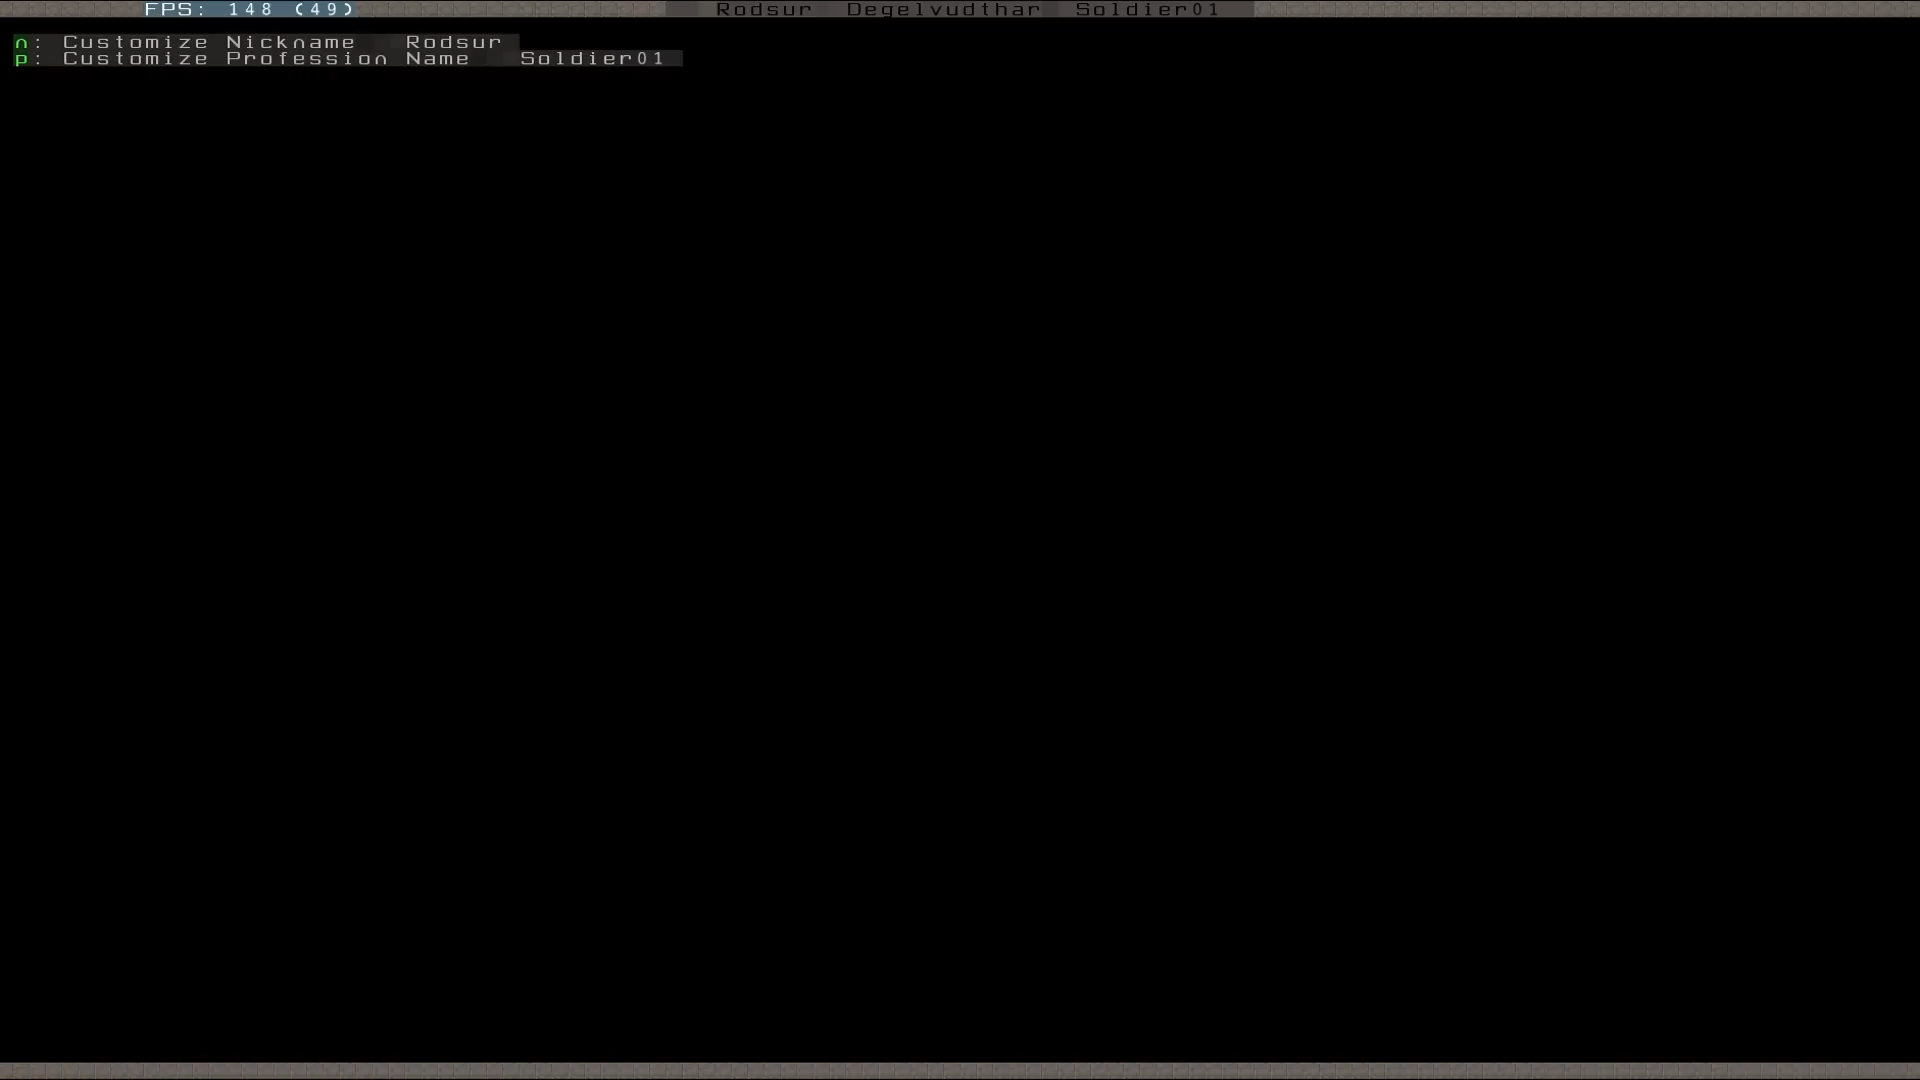 FPS: 148 (49) Rodsur Degelvudthar Soldier01
n: Customize Nickname Rodsur
p: Customize Profession Name Soldier01